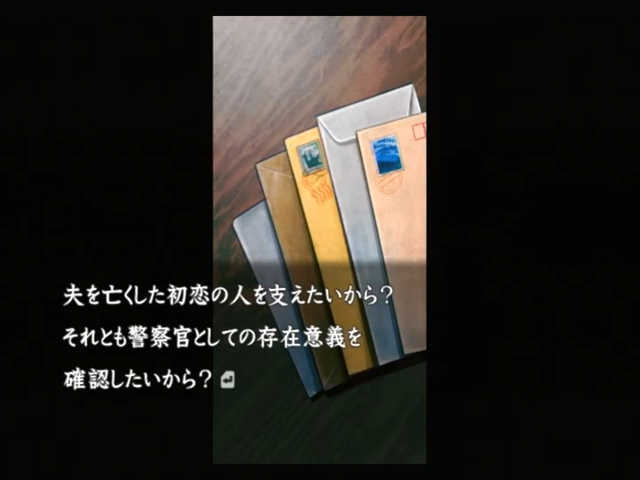 夫を亡くした初恋の人を支えたいから？
それとも警察官としての存在意義を
確認したいから？